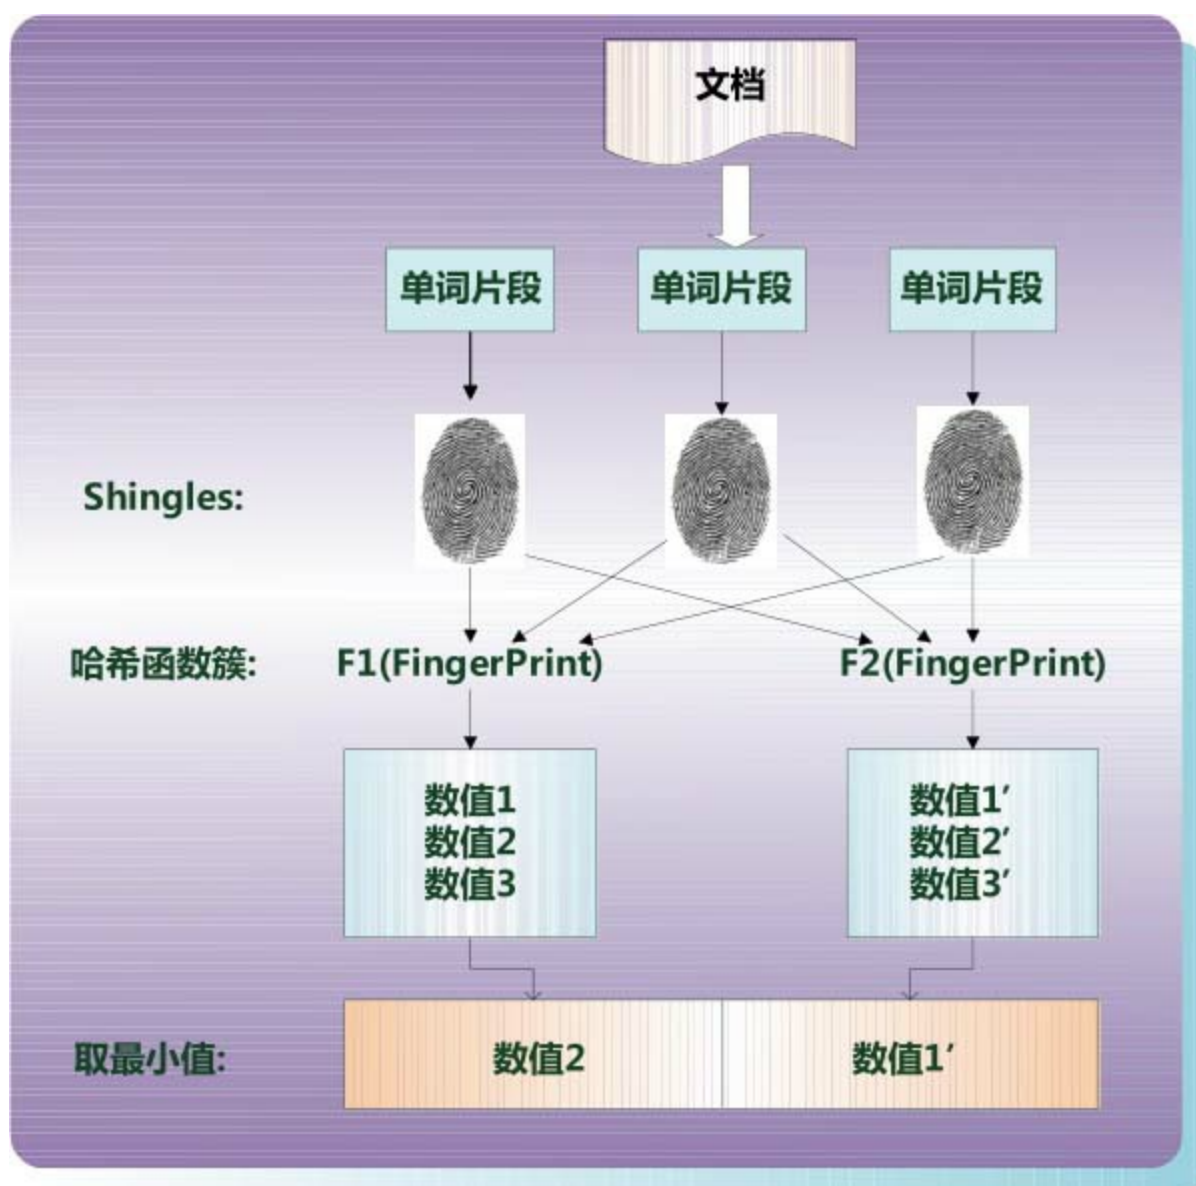 文档
单词片段
单词片段
单词片段
Shingles:
哈希函数簇:
F1(FingerPrint)
F2(FingerPrint)
数值1
数值2
数值3
数值1′
数值2′
数值3′
取最小值:
数值2
数值1′